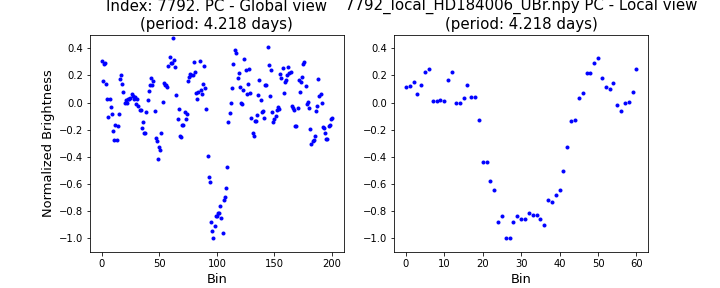 Index: 7792. PC - Global view
(period: 4.218 days)
7792_local_HD184006_UBr.npy PC - Local view
(period: 4.218 days)
Normalized Brightness
0.4
0.2
0.0
−0.2
−0.4
−0.6
−0.8
−1.0
0 50 100 150 200
Bin
0.4
0.2
0.0
−0.2
−0.4
−0.6
−0.8
−1.0
0 10 20 30 40 50 60
Bin